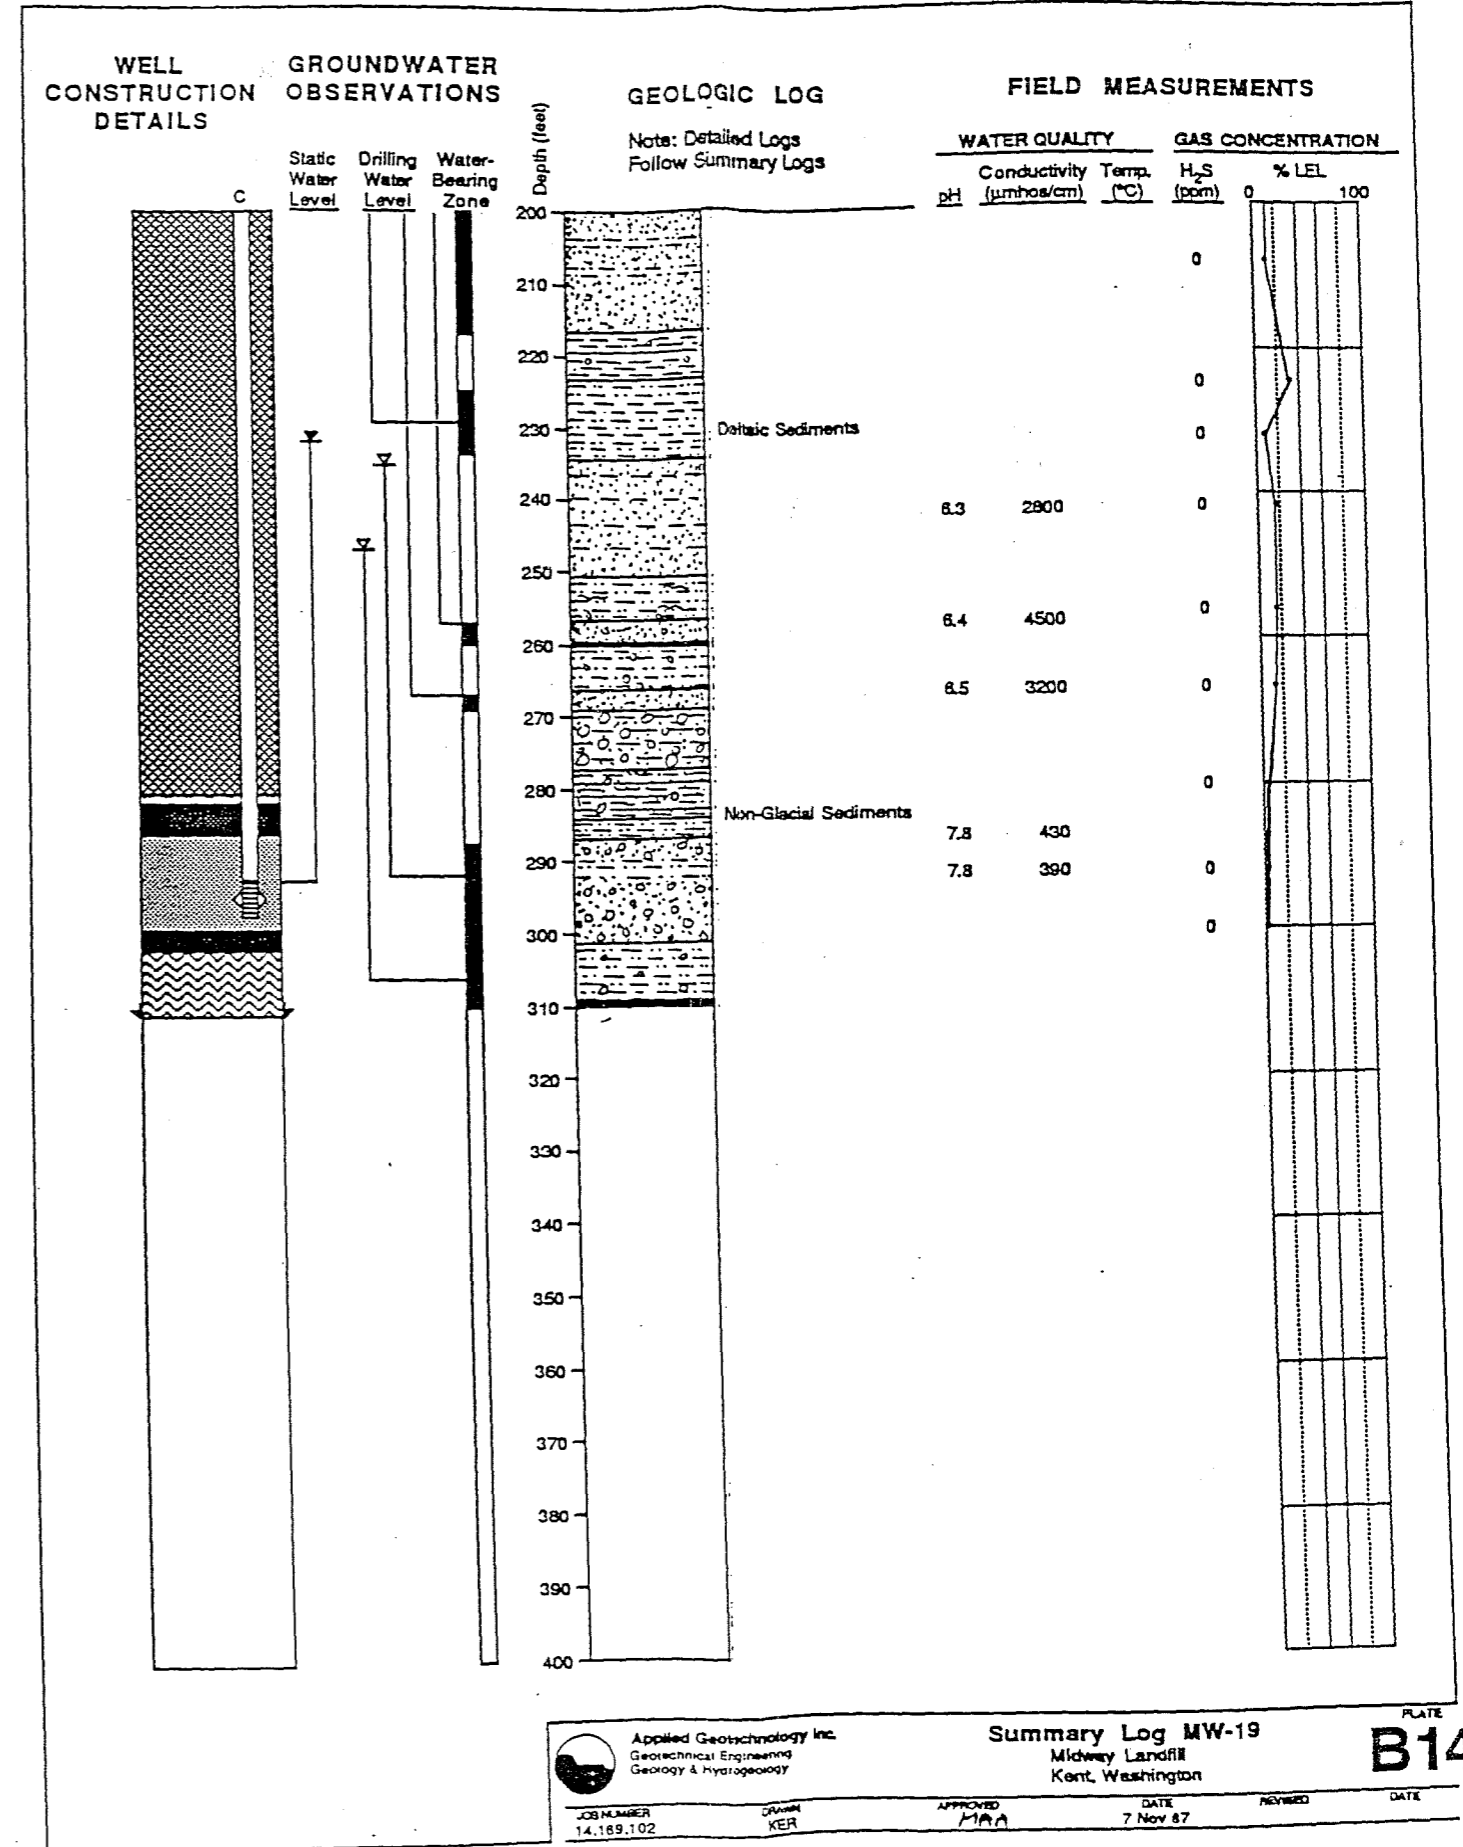 WELL
CONSTRUCTION
DETAILS
GROUNDWATER
OBSERVATIONS
Static
Water
Level
Drilling
Water
Level
Water-
Bearing
Zone
C
Depth (feet)
GEOLOGIC LOG
Note: Detailed Logs
Follow Summary Logs
FIELD MEASUREMENTS
WATER QUALITY
GAS CONCENTRATION
pH
Conductivity
(µmhos/cm)
Temp.
(°C)
H2S
(ppm)
% LEL
0 100
200
210
220
230
240
250
260
270
280
290
300
310
320
330
340
350
360
370
380
390
400
Deltaic Sediments
Non-Glacial Sediments
0
0
0
6.3 2800 0
6.4 4500 0
6.5 3200 0
0
7.8 430
7.8 390 0
0
Applied Geotechnology Inc.
Geotechnical Engineering
Geology & Hydrogeology
Summary Log MW-19
Midway Landfill
Kent, Washington
PLATE
B14
JOB NUMBER
14,169.102
DRAWN
KER
APPROVED
MAA
DATE
7 Nov 87
REVISED
DATE